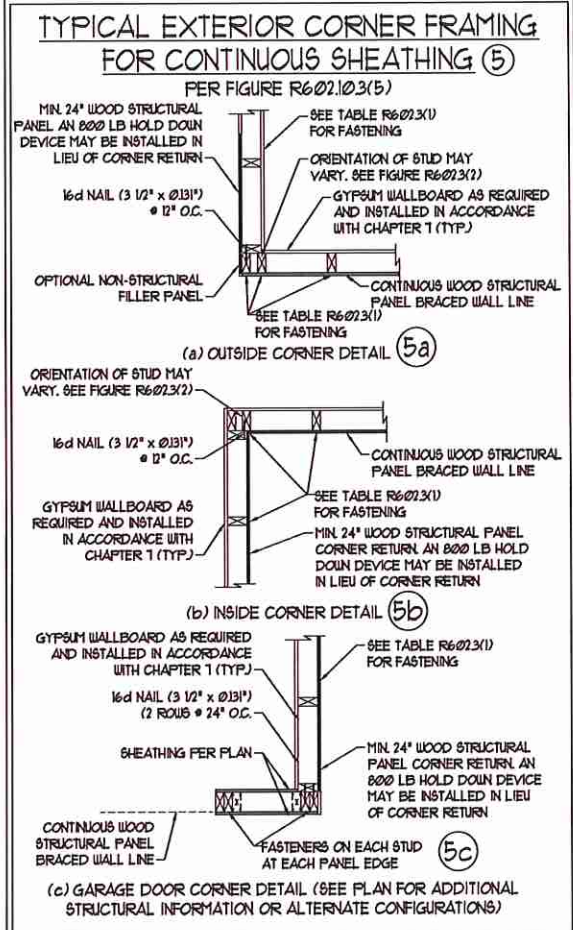 TYPICAL EXTERIOR CORNER FRAMING
FOR CONTINUOUS SHEATHING 5
PER FIGURE R602.10.3(5)
MIN. 24" WOOD STRUCTURAL
PANEL AN 800 LB HOLD DOWN
DEVICE MAY BE INSTALLED IN
LIEU OF CORNER RETURN
16d NAIL (3 1/2" x Ø.131")
@ 12" O.C.
OPTIONAL NON-STRUCTURAL
FILLER PANEL
SEE TABLE R602.3(1)
FOR FASTENING
ORIENTATION OF STUD MAY
VARY. SEE FIGURE R602.3(2)
GYPSUM WALLBOARD AS REQUIRED
AND INSTALLED IN ACCORDANCE
WITH CHAPTER 7 (TYP.)
CONTINUOUS WOOD STRUCTURAL
PANEL BRACED WALL LINE
SEE TABLE R602.3(1)
FOR FASTENING
(a) OUTSIDE CORNER DETAIL 5a
ORIENTATION OF STUD MAY
VARY. SEE FIGURE R602.3(2)
16d NAIL (3 1/2" x Ø.131")
@ 12" O.C.
GYPSUM WALLBOARD AS
REQUIRED AND INSTALLED
IN ACCORDANCE WITH
CHAPTER 7 (TYP.)
CONTINUOUS WOOD STRUCTURAL
PANEL BRACED WALL LINE
SEE TABLE R602.3(1)
FOR FASTENING
MIN. 24" WOOD STRUCTURAL PANEL
CORNER RETURN. AN 800 LB HOLD
DOWN DEVICE MAY BE INSTALLED
IN LIEU OF CORNER RETURN
(b) INSIDE CORNER DETAIL 5b
GYPSUM WALLBOARD AS REQUIRED
AND INSTALLED IN ACCORDANCE
WITH CHAPTER 7 (TYP.)
16d NAIL (3 1/2" x Ø.131")
(2 ROWS @ 24" O.C.
SHEATHING PER PLAN
CONTINUOUS WOOD
STRUCTURAL PANEL
BRACED WALL LINE
SEE TABLE R602.3(1)
FOR FASTENING
MIN. 24" WOOD STRUCTURAL
PANEL CORNER RETURN. AN
800 LB HOLD DOWN DEVICE
MAY BE INSTALLED IN LIEU
OF CORNER RETURN
FASTENERS ON EACH STUD
AT EACH PANEL EDGE
5c
(c) GARAGE DOOR CORNER DETAIL (SEE PLAN FOR ADDITIONAL
STRUCTURAL INFORMATION OR ALTERNATE CONFIGURATIONS)